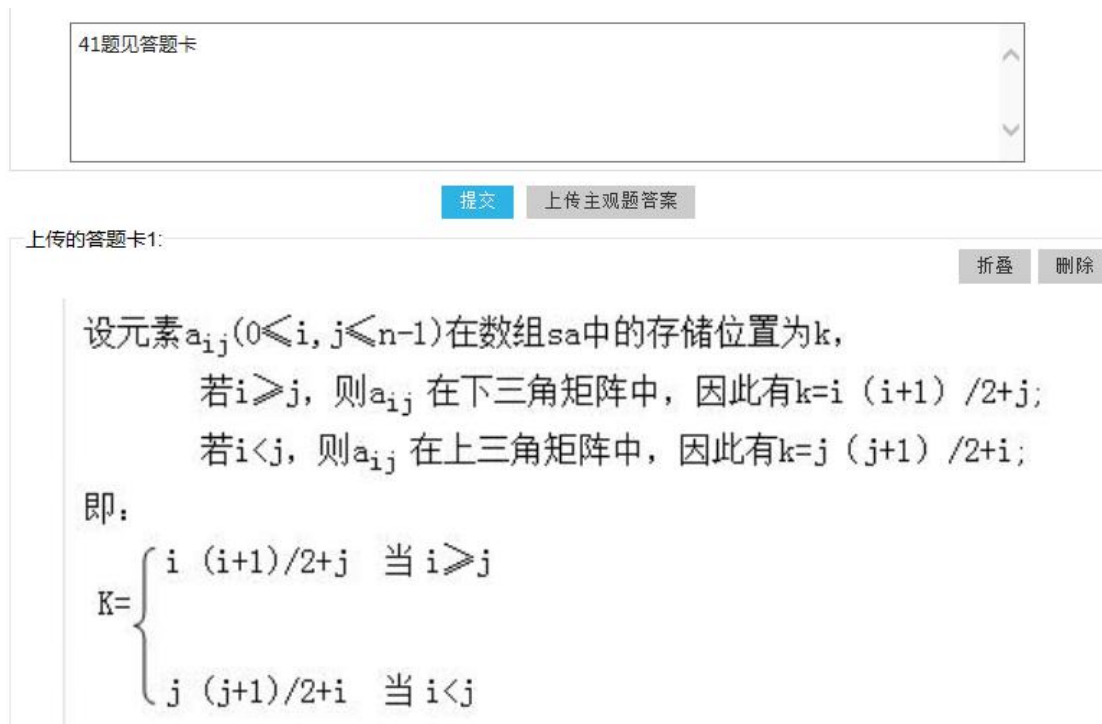 41题见答题卡
提交 上传主观题答案
上传的答题卡1:
折叠 删除
设元素aij(0≤i,j≤n-1)在数组sa中的存储位置为k，
若i≥j，则aij 在下三角矩阵中，因此有k=i (i+1) /2+j;
若i<j，则aij 在上三角矩阵中，因此有k=j (j+1) /2+i;
即：
i (i+1)/2+j 当 i≥j
K=
j (j+1)/2+i 当 i<j